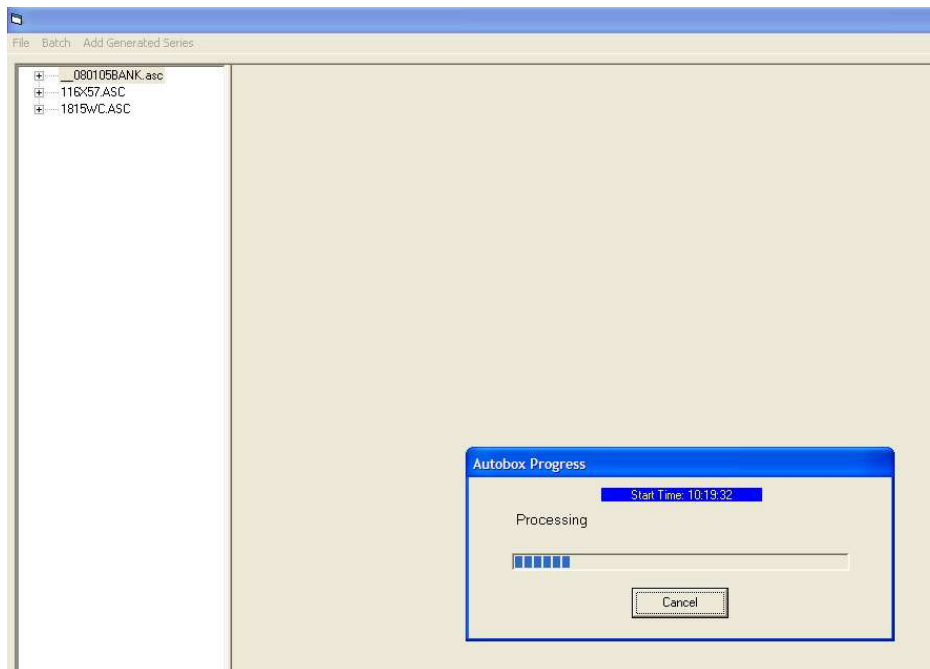 File Batch Add Generated Series
__080105BANK.asc
116X57.ASC
1815WC.ASC
Autobox Progress
Start Time: 10:19:32
Processing
Cancel